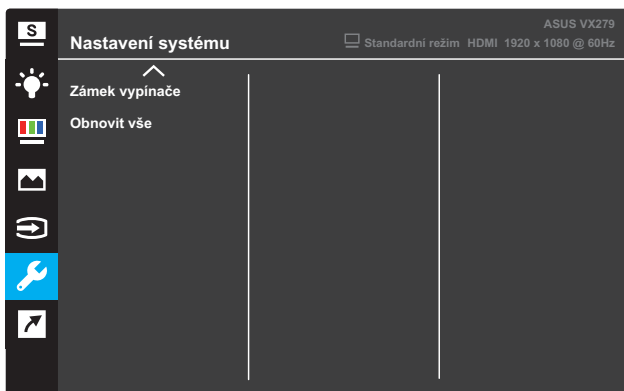 S
ASUS VX279
Nastavení systému
Standardní režim HDMI 1920 x 1080 @ 60Hz
Zámek vypínače
Obnovit vše